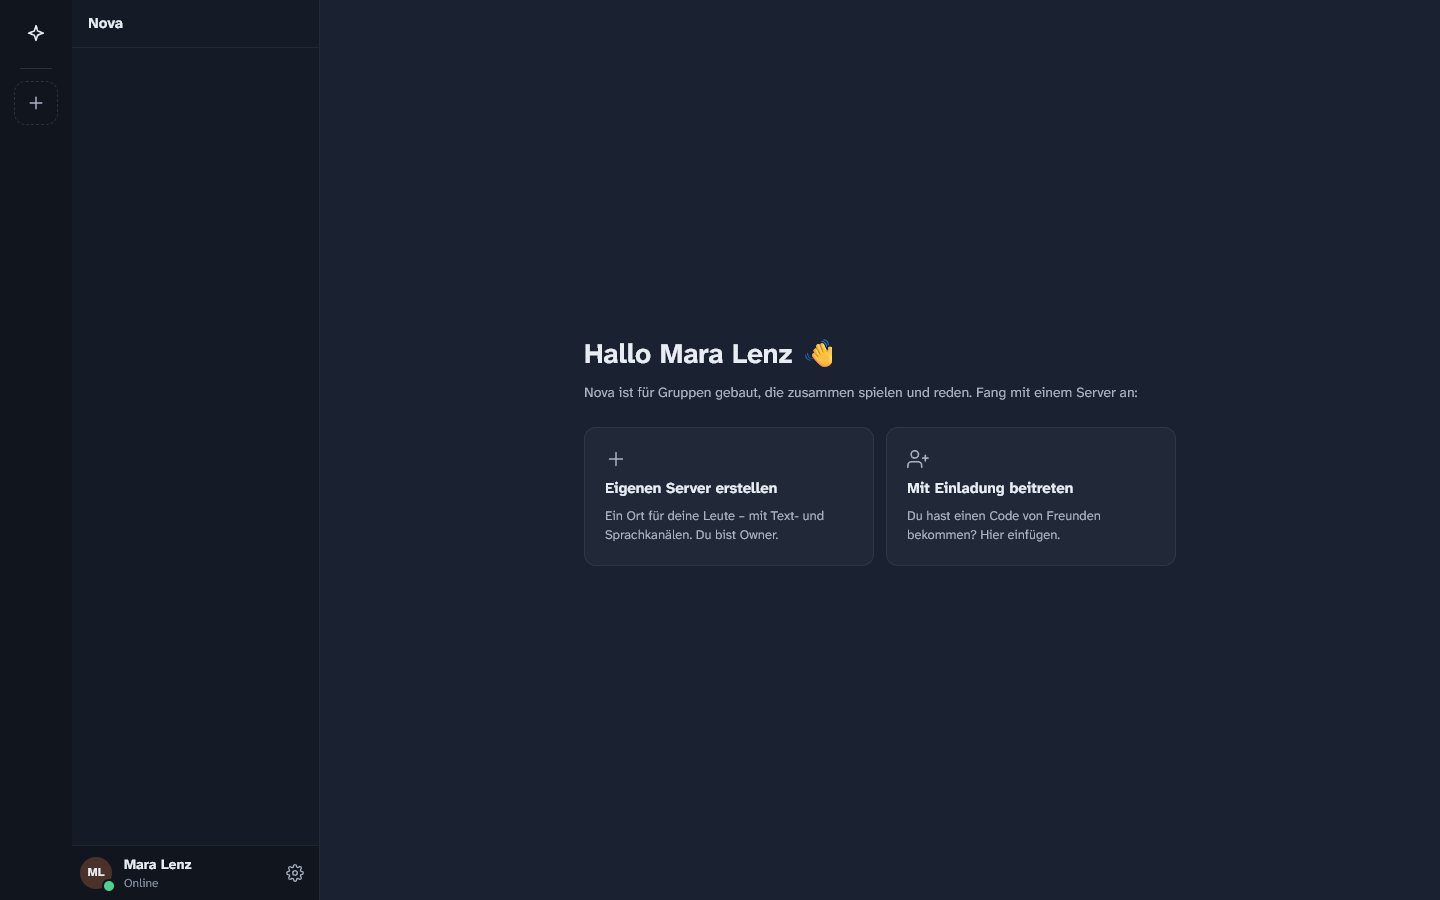 Nova
Hallo Mara Lenz 👋
Nova ist für Gruppen gebaut, die zusammen spielen und reden. Fang mit einem Server an:
Eigenen Server erstellen
Ein Ort für deine Leute – mit Text- und
Sprachkanälen. Du bist Owner.
Mit Einladung beitreten
Du hast einen Code von Freunden
bekommen? Hier einfügen.
ML
Mara Lenz
Online